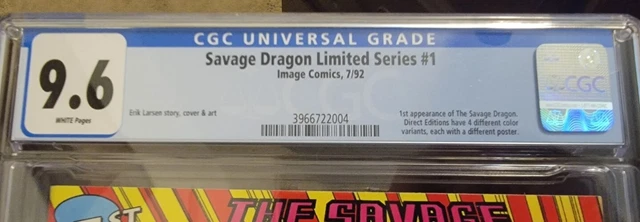 CGC UNIVERSAL GRADE
9.6
WHITE Pages
Savage Dragon Limited Series #1
Image Comics, 7/92
Erik Larsen story, cover & art
3966722004
1st appearance of The Savage Dragon.
Direct Editions have 4 different color
variants, each with a different poster.
CGC
ST
THE SAVAGE